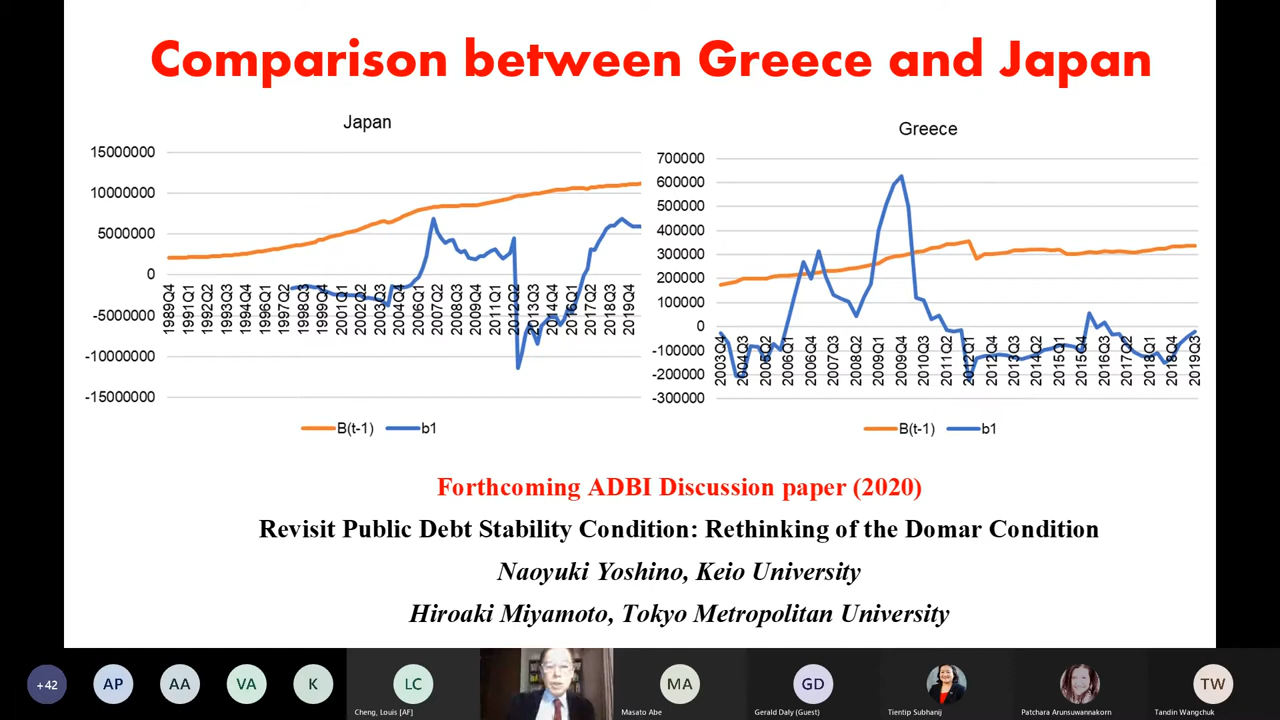 Comparison between Greece and Japan
Japan
15000000
10000000
5000000
0
-5000000
-10000000
-15000000
1989Q4
1991Q1
1992Q2
1993Q3
1994Q4
1996Q1
1997Q2
1998Q3
1999Q4
2001Q1
2002Q2
2003Q3
2004Q4
2006Q1
2007Q2
2008Q3
2009Q4
2011Q1
2012Q2
2013Q3
2014Q4
2016Q1
2017Q2
2018Q3
2019Q4
B(t-1) b1
Greece
700000
600000
500000
400000
300000
200000
100000
0
-100000
-200000
-300000
2003Q4
2004Q3
2005Q2
2006Q1
2006Q4
2007Q3
2008Q2
2009Q1
2009Q4
2010Q3
2011Q2
2012Q1
2012Q4
2013Q3
2014Q2
2015Q1
2015Q4
2016Q3
2017Q2
2018Q1
2018Q4
2019Q3
B(t-1) b1
Forthcoming ADBI Discussion paper (2020)
Revisit Public Debt Stability Condition: Rethinking of the Domar Condition
Naoyuki Yoshino, Keio University
Hiroaki Miyamoto, Tokyo Metropolitan University
+42 AP AA VA K LC MA GD TW
Cheng, Louis [AF] Masato Abe Gerald Daly (Guest) Tientip Subhanij Patchara Arunsuwannakorn Tandin Wangchuk